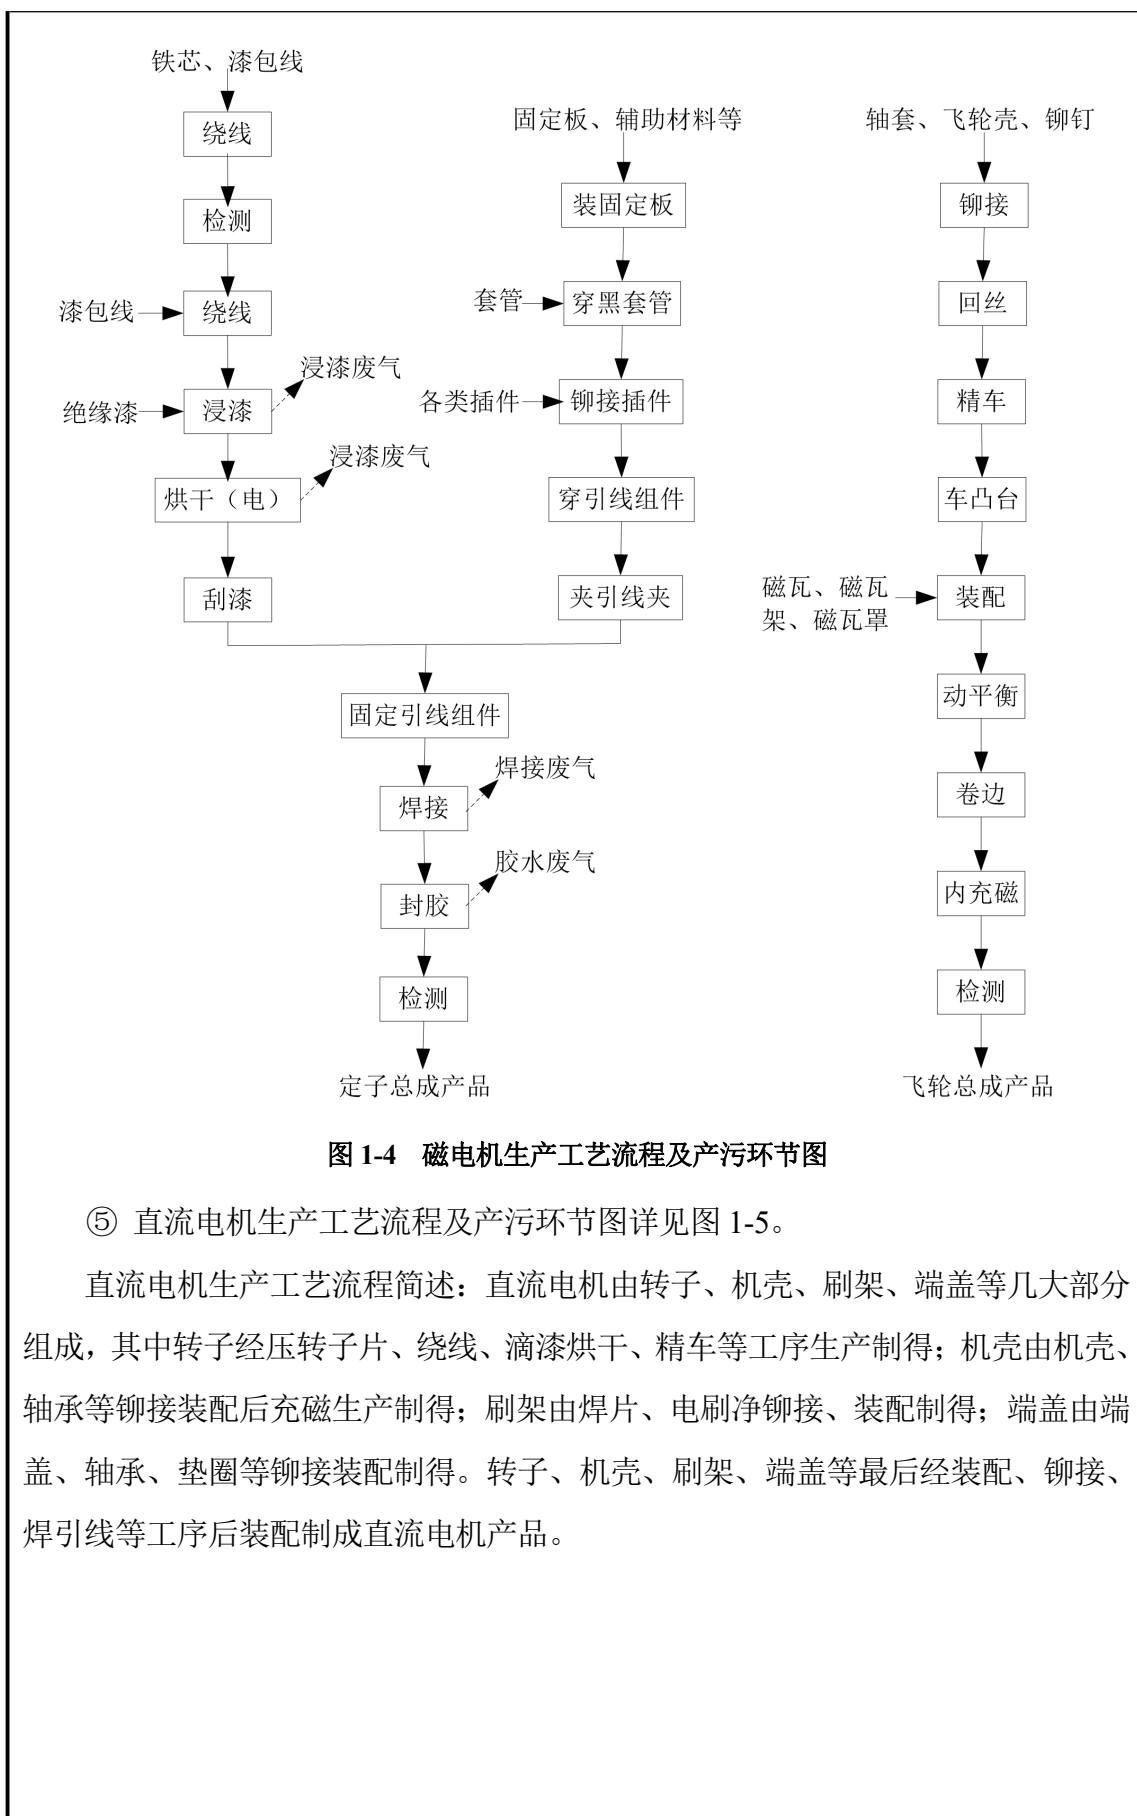 铁芯、漆包线
绕线
检测
漆包线
绕线
浸漆废气
绝缘漆
浸漆
浸漆废气
烘干（电）
刮漆
固定板、辅助材料等
装固定板
套管
穿黑套管
各类插件
铆接插件
穿引线组件
夹引线夹
固定引线组件
焊接废气
焊接
胶水废气
封胶
检测
定子总成产品
轴套、飞轮壳、铆钉
铆接
回丝
精车
车凸台
磁瓦、磁瓦
架、磁瓦罩
装配
动平衡
卷边
内充磁
检测
飞轮总成产品
图 1-4 磁电机生产工艺流程及产污环节图
⑤ 直流电机生产工艺流程及产污环节图详见图 1-5。
直流电机生产工艺流程简述：直流电机由转子、机壳、刷架、端盖等几大部分
组成，其中转子经压转子片、绕线、滴漆烘干、精车等工序生产制得；机壳由机壳、
轴承等铆接装配后充磁生产制得；刷架由焊片、电刷净铆接、装配制得；端盖由端
盖、轴承、垫圈等铆接装配制得。转子、机壳、刷架、端盖等最后经装配、铆接、
焊引线等工序后装配制成直流电机产品。